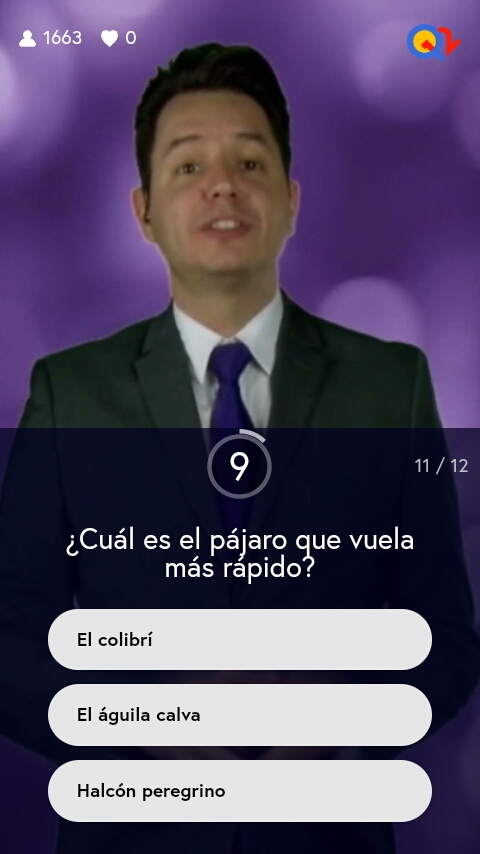 1663 0
9
11 / 12
¿Cuál es el pájaro que vuela
más rápido?
El colibrí
El águila calva
Halcón peregrino